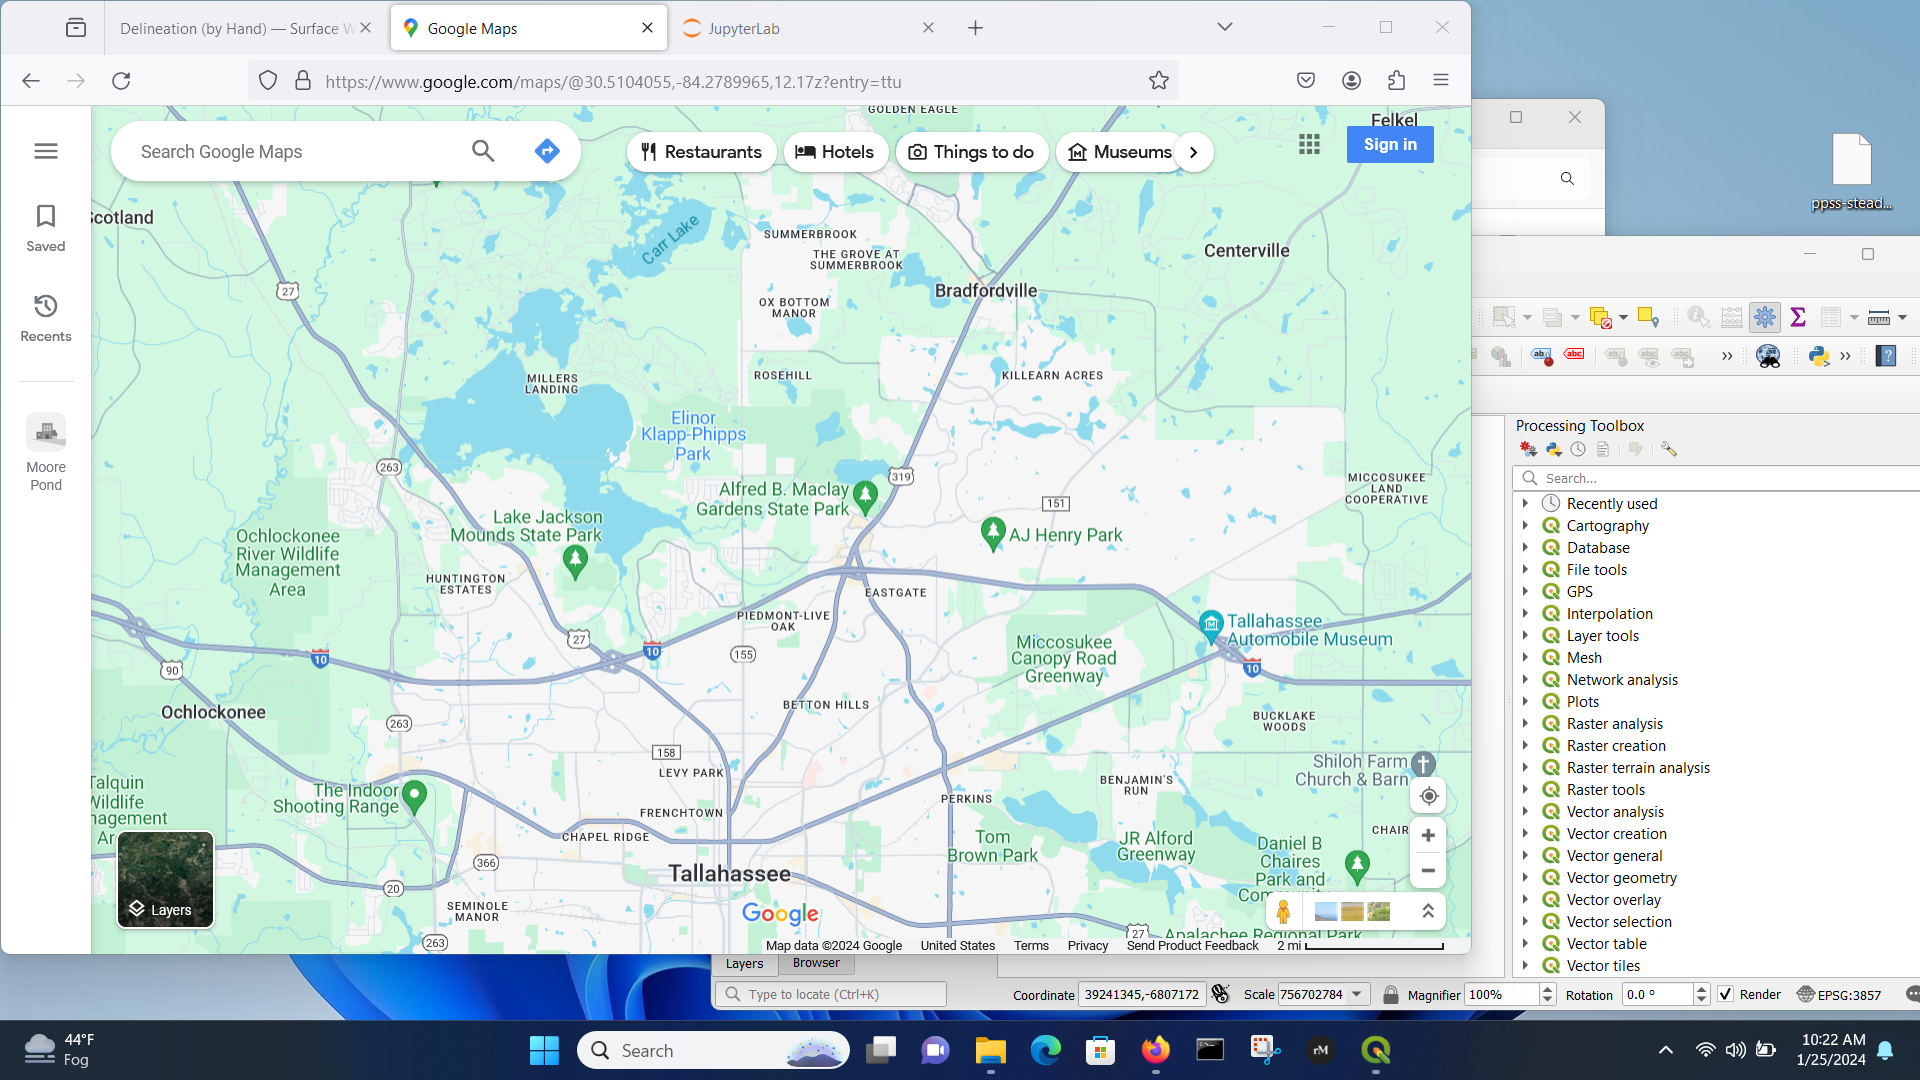 Delineation (by Hand) — Surface W
Google Maps
JupyterLab
https://www.google.com/maps/@30.5104055,-84.2789965,12.17z?entry=ttu
Search Google Maps
Restaurants
Hotels
Things to do
Museums
Sign in
Saved
Recents
Moore
Pond
GOLDEN EAGLE
Felkel
Scotland
Carr Lake
SUMMERBROOK
THE GROVE AT
SUMMERBROOK
Centerville
27
OX BOTTOM
MANOR
Bradfordville
MILLERS
LANDING
ROSEHILL
KILLEARN ACRES
Elinor
Klapp-Phipps
Park
263
319
MICCOSUKEE
LAND
COOPERATIVE
Alfred B. Maclay
Gardens State Park
151
Lake Jackson
Mounds State Park
AJ Henry Park
Ochlockonee
River Wildlife
Management
Area
HUNTINGTON
ESTATES
EASTGATE
PIEDMONT-LIVE
OAK
Tallahassee
Automobile Museum
27
10
10
155
90
Miccosukee
Canopy Road
Greenway
10
Ochlockonee
BETTON HILLS
263
BUCKLAKE
WOODS
158
LEVY PARK
Shiloh Farm
Church & Barn
Talquin
Wildlife
Management
Ar
The Indoor
Shooting Range
BENJAMIN'S
RUN
PERKINS
FRENCHTOWN
CHAPEL RIDGE
Tom
Brown Park
JR Alford
Greenway
CHAIR
Daniel B
Chaires
Park and
Community
366
Tallahassee
20
SEMINOLE
MANOR
263
27
Apalachee Regional Park
Layers
Google
Map data ©2024 Google
United States
Terms
Privacy
Send Product Feedback
2 mi
ppss-stead...
abc
Processing Toolbox
Search...
Recently used
Cartography
Database
File tools
GPS
Interpolation
Layer tools
Mesh
Network analysis
Plots
Raster analysis
Raster creation
Raster terrain analysis
Raster tools
Vector analysis
Vector creation
Vector general
Vector geometry
Vector overlay
Vector selection
Vector table
Vector tiles
Layers
Browser
Type to locate (Ctrl+K)
Coordinate
39241345,-6807172
Scale
756702784
Magnifier
100%
Rotation
0.0 °
Render
EPSG:3857
44°F
Fog
Search
rM
10:22 AM
1/25/2024